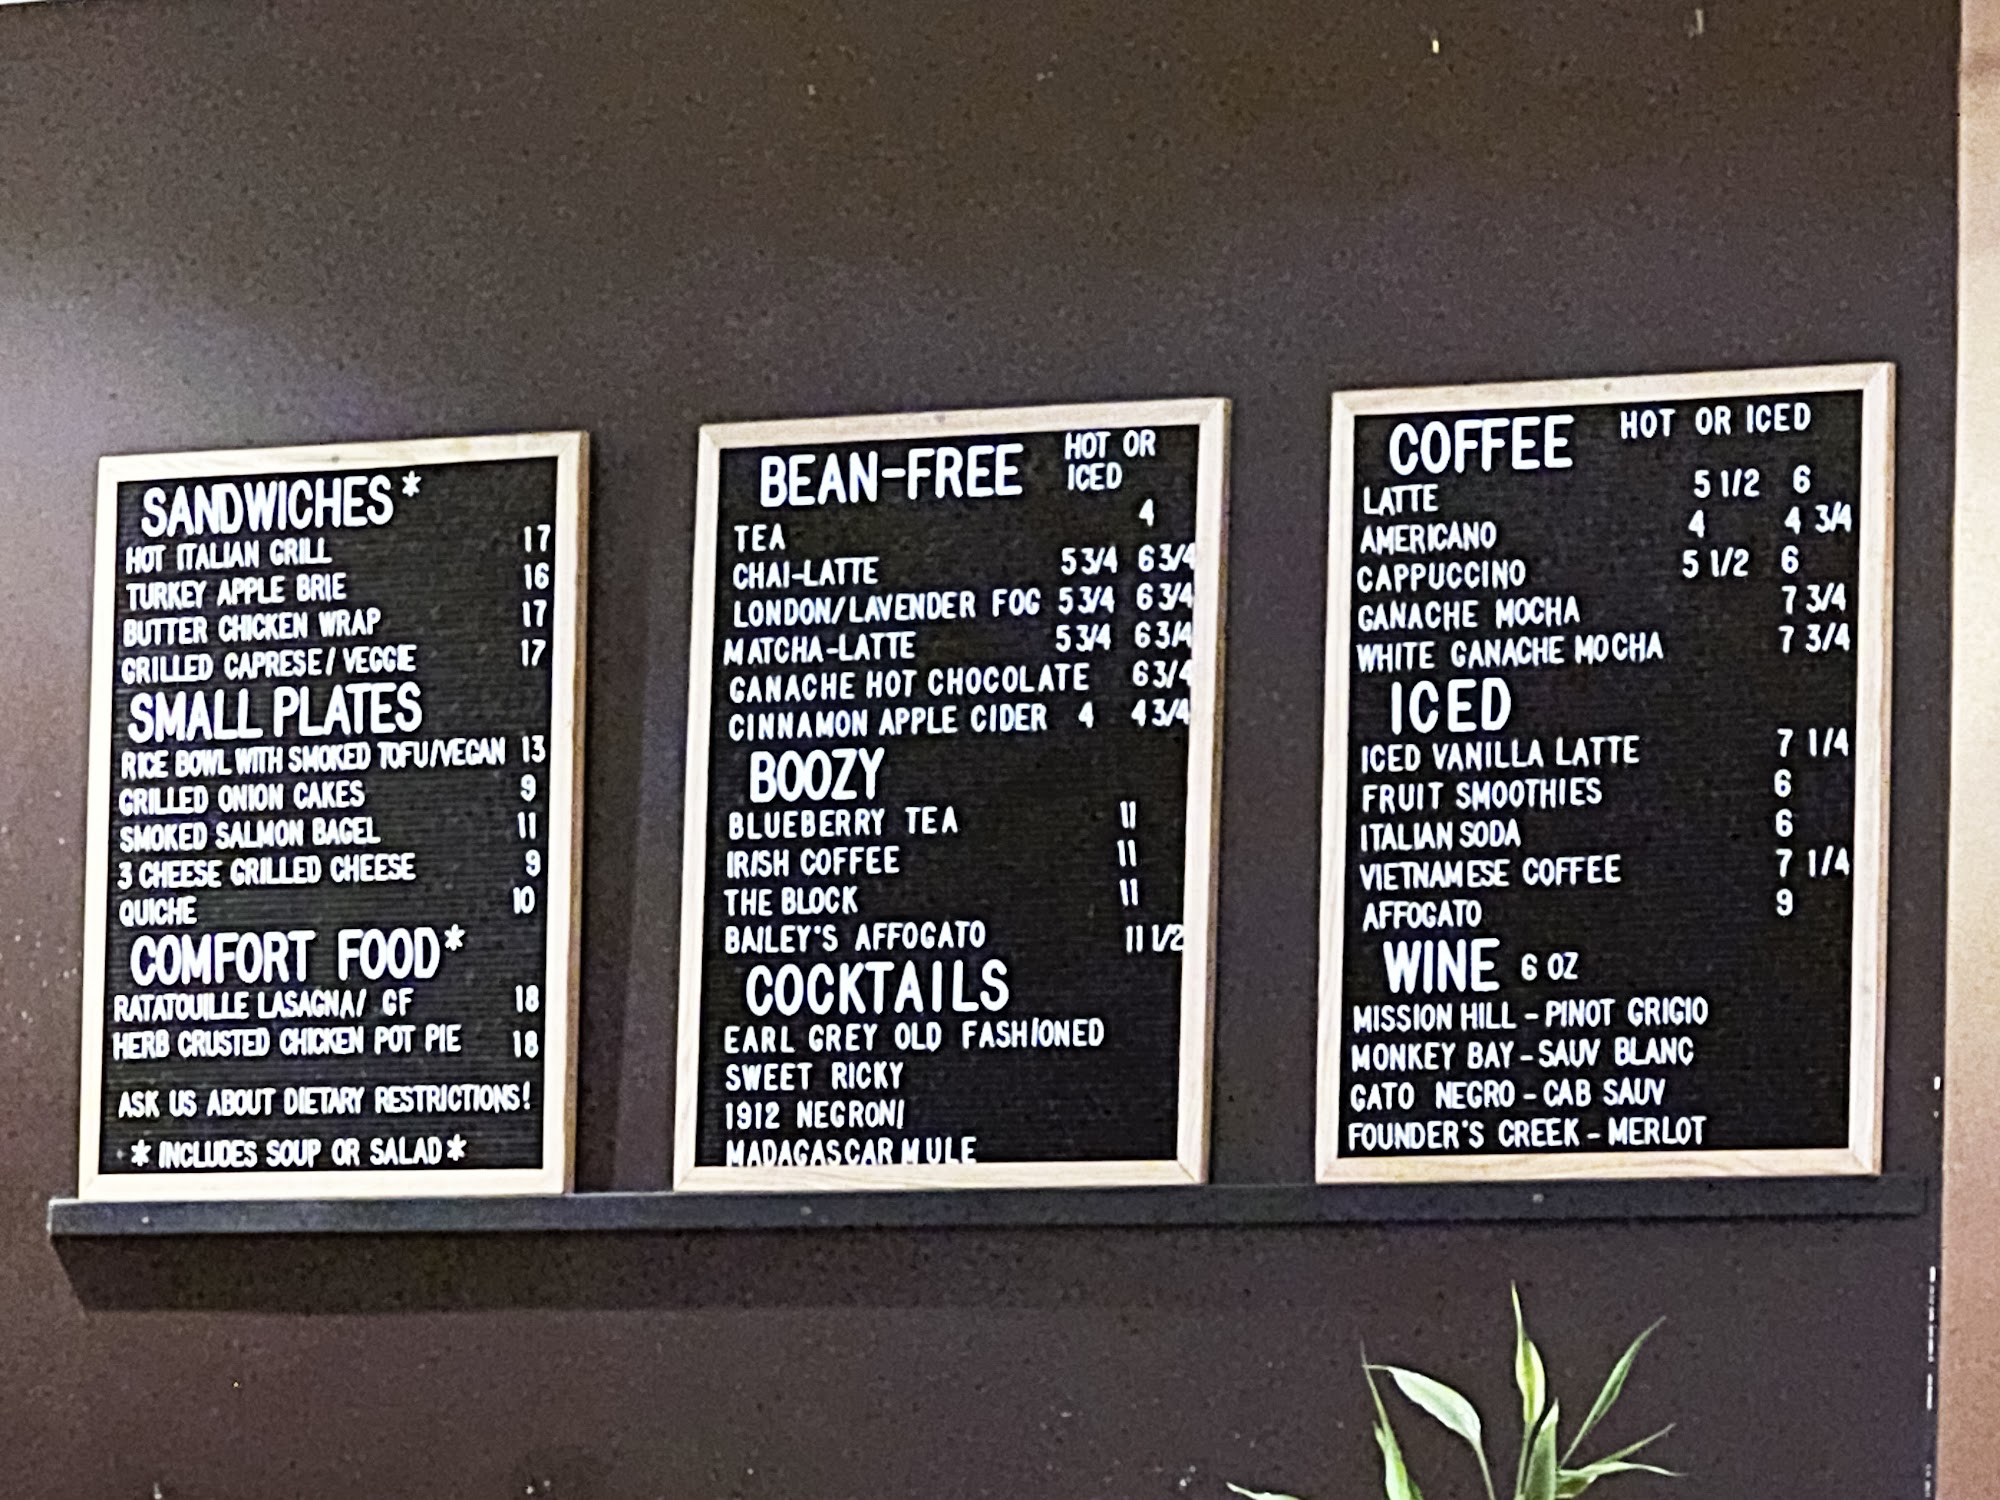 SANDWICHES*
HOT ITALIAN GRILL 17
TURKEY APPLE BRIE 16
BUTTER CHICKEN WRAP 17
GRILLED CAPRESE/ VEGGIE 17
SMALL PLATES
RICE BOWL WITH SMOKED TOFU/VEGAN 13
GRILLED ONION CAKES 9
SMOKED SALMON BAGEL 11
3 CHEESE GRILLED CHEESE 9
QUICHE 10
COMFORT FOOD*
RATATOUILLE LASAGNA/ GF 18
HERB CRUSTED CHICKEN POT PIE 18
ASK US ABOUT DIETARY RESTRICTIONS!
* INCLUDES SOUP OR SALAD*
BEAN-FREE HOT OR
ICED
TEA 4
CHAI-LATTE 5 3/4 6 3/4
LONDON/LAVENDER FOG 5 3/4 6 3/4
MATCHA-LATTE 5 3/4 6 3/4
GANACHE HOT CHOCOLATE 6 3/4
CINNAMON APPLE CIDER 4 4 3/4
BOOZY
BLUEBERRY TEA 11
IRISH COFFEE 11
THE BLOCK 11
BAILEY'S AFFOGATO 11 1/2
COCKTAILS
EARL GREY OLD FASHIONED
SWEET RICKY
1912 NEGRONI
MADAGASCAR MULE
COFFEE HOT OR ICED
LATTE 5 1/2 6
AMERICANO 4 4 3/4
CAPPUCCINO 5 1/2 6
GANACHE MOCHA 7 3/4
WHITE GANACHE MOCHA 7 3/4
ICED
ICED VANILLA LATTE 7 1/4
FRUIT SMOOTHIES 6
ITALIAN SODA 6
VIETNAMESE COFFEE 7 1/4
AFFOGATO 9
WINE 6 OZ
MISSION HILL - PINOT GRIGIO
MONKEY BAY - SAUV BLANC
GATO NEGRO - CAB SAUV
FOUNDER'S CREEK - MERLOT